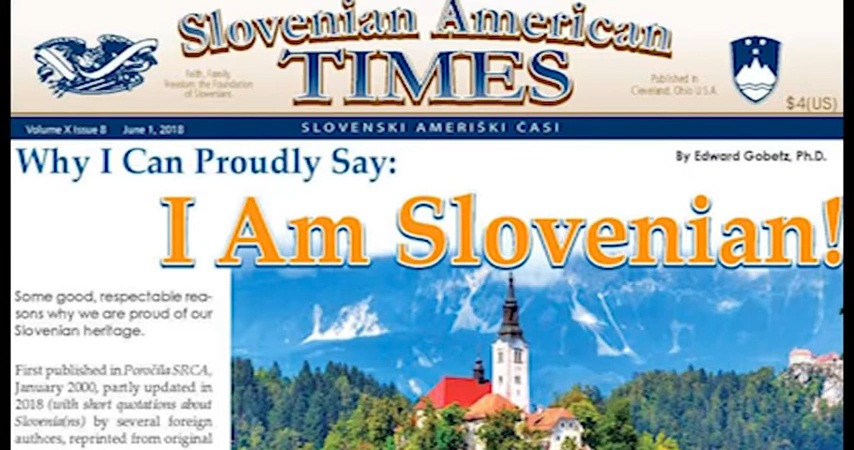 Slovenian American
TIMES
Faith, Family,
Freedom: the Foundation
of Slovenians
Published in
Cleveland, Ohio U.S.A.
$4(US)
Volume X Issue 8 June 1, 2018
SLOVENSKI AMERIŠKI ČASI
Why I Can Proudly Say:
By Edward Gobetz, Ph.D.
I Am Slovenian!
Some good, respectable rea-
sons why we are proud of our
Slovenian heritage.
First published in Poročila SRCA,
January 2000, partly updated in
2018 (with short quotations about
Slovenia(ns) by several foreign
authors, reprinted from original